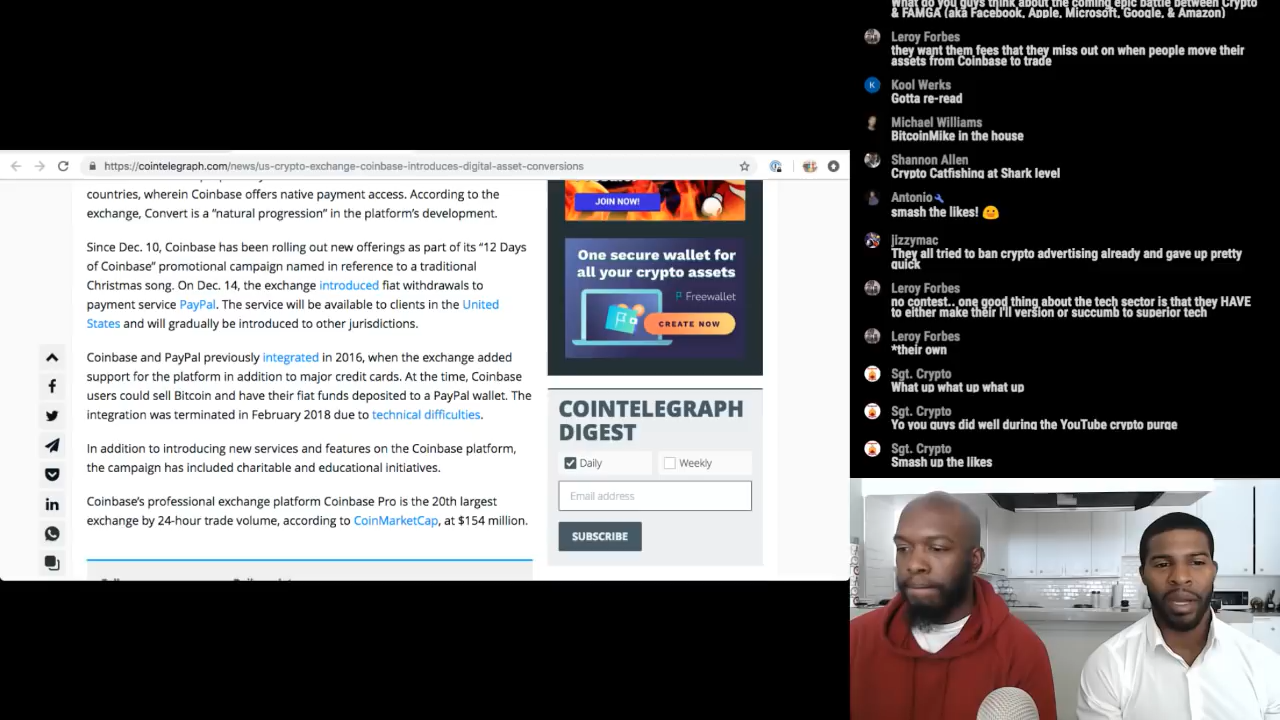 https://cointelegraph.com/news/us-crypto-exchange-coinbase-introduces-digital-asset-conversions
countries, wherein Coinbase offers native payment access. According to the
exchange, Convert is a “natural progression” in the platform’s development.
Since Dec. 10, Coinbase has been rolling out new offerings as part of its “12 Days
of Coinbase” promotional campaign named in reference to a traditional
Christmas song. On Dec. 14, the exchange introduced fiat withdrawals to
payment service PayPal. The service will be available to clients in the United
States and will gradually be introduced to other jurisdictions.
Coinbase and PayPal previously integrated in 2016, when the exchange added
support for the platform in addition to major credit cards. At the time, Coinbase
users could sell Bitcoin and have their fiat funds deposited to a PayPal wallet. The
integration was terminated in February 2018 due to technical difficulties.
In addition to introducing new services and features on the Coinbase platform,
the campaign has included charitable and educational initiatives.
Coinbase’s professional exchange platform Coinbase Pro is the 20th largest
exchange by 24-hour trade volume, according to CoinMarketCap, at $154 million.
JOIN NOW!
One secure wallet for
all your crypto assets
Freewallet
CREATE NOW
COINTELEGRAPH
DIGEST
Daily
Weekly
Email address
SUBSCRIBE
What do you guys think about the coming epic battle between Crypto
& FAMGA (aka Facebook, Apple, Microsoft, Google, & Amazon)
Leroy Forbes
they want them fees that they miss out on when people move their
assets from Coinbase to trade
K
Kool Werks
Gotta re-read
Michael Williams
BitcoinMike in the house
Shannon Allen
Crypto Catfishing at Shark level
Antonio
smash the likes!
jizzymac
They all tried to ban crypto advertising already and gave up pretty
quick
Leroy Forbes
no contest.. one good thing about the tech sector is that they HAVE
to either make their I'll version or succumb to superior tech
Leroy Forbes
*their own
Sgt. Crypto
What up what up what up
Sgt. Crypto
Yo you guys did well during the YouTube crypto purge
Sgt. Crypto
Smash up the likes